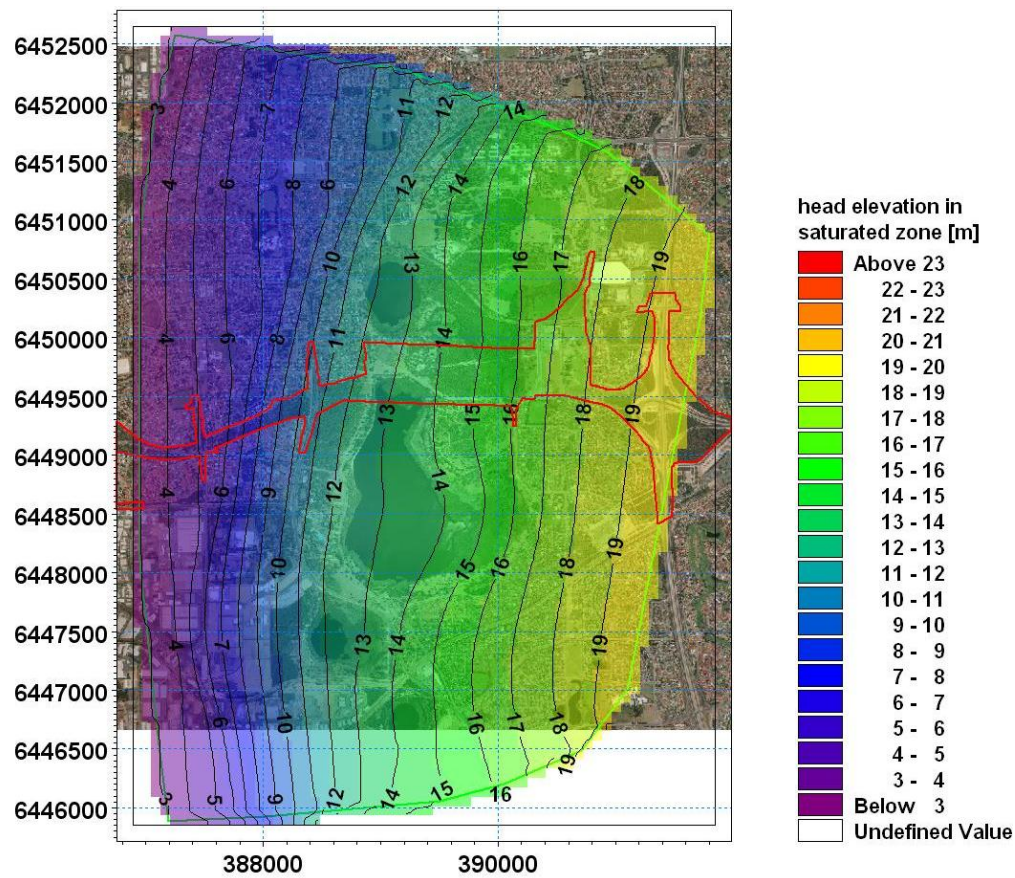 6452500
6452000
3 7 11 12 14
6451500
4 6 8 6 12 14 18
6451000
6450500
10 13 16 17 19
6450000
4 6 8 11 14
6449500
13 15 16 18 19
6449000
4 6 9 12 14
6448500
19
6448000
10 15 16 18
6447500
4 7 13 14 19
6447000
6 10 16 17 18
6446500
19
6446000
3 5 6 12 14 15 16
388000 390000
head elevation in
saturated zone [m]
Above 23
22 - 23
21 - 22
20 - 21
19 - 20
18 - 19
17 - 18
16 - 17
15 - 16
14 - 15
13 - 14
12 - 13
11 - 12
10 - 11
9 - 10
8 - 9
7 - 8
6 - 7
5 - 6
4 - 5
3 - 4
Below 3
Undefined Value